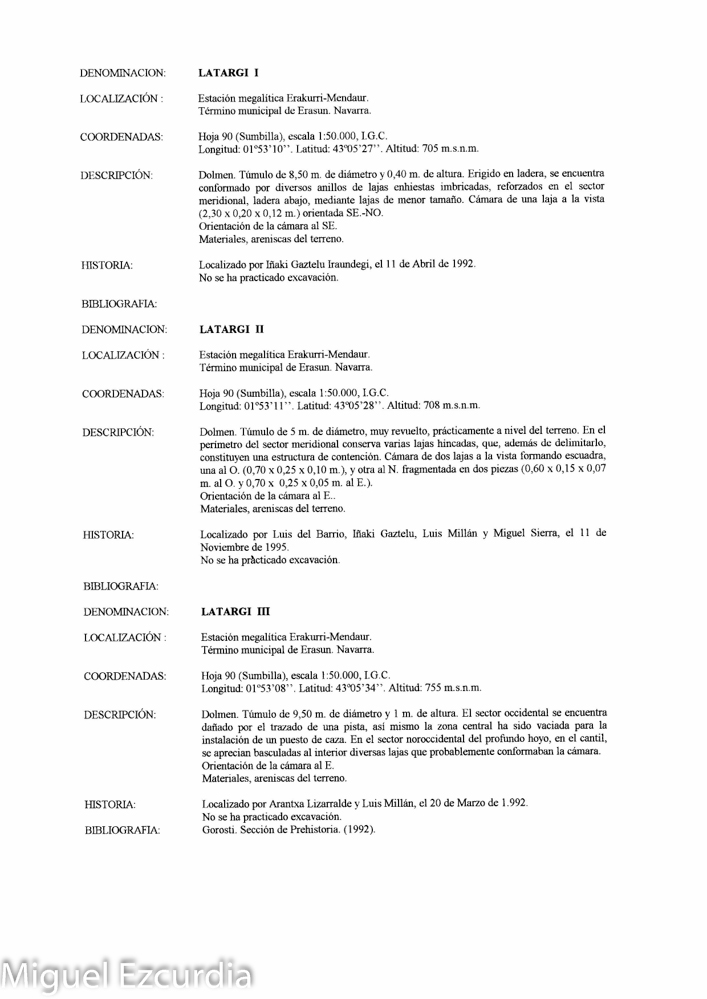 DENOMINACION: LATARGI I
LOCALIZACIÓN : Estación megalítica Erakurri-Mendaur.
Término municipal de Erasun. Navarra.
COORDENADAS: Hoja 90 (Sumbilla), escala 1:50.000, I.G.C.
Longitud: 01º53’10’’. Latitud: 43º05’27’’. Altitud: 705 m.s.n.m.
DESCRIPCIÓN: Dolmen. Túmulo de 8,50 m. de diámetro y 0,40 m. de altura. Erigido en ladera, se encuentra
conformado por diversos anillos de lajas enhiestas imbricadas, reforzados en el sector
meridional, ladera abajo, mediante lajas de menor tamaño. Cámara de una laja a la vista
(2,30 x 0,20 x 0,12 m.) orientada SE.-NO.
Orientación de la cámara al SE.
Materiales, areniscas del terreno.
HISTORIA: Localizado por Iñaki Gaztelu Iraundegi, el 11 de Abril de 1992.
No se ha practicado excavación.
BIBLIOGRAFIA:
DENOMINACION: LATARGI II
LOCALIZACIÓN : Estación megalítica Erakurri-Mendaur.
Término municipal de Erasun. Navarra.
COORDENADAS: Hoja 90 (Sumbilla), escala 1:50.000, I.G.C.
Longitud: 01º53’11’’. Latitud: 43º05’28’’. Altitud: 708 m.s.n.m.
DESCRIPCIÓN: Dolmen. Túmulo de 5 m. de diámetro, muy revuelto, prácticamente a nivel del terreno. En el
perímetro del sector meridional conserva varias lajas hincadas, que, además de delimitarlo,
constituyen una estructura de contención. Cámara de dos lajas a la vista formando escuadra,
una al O. (0,70 x 0,25 x 0,10 m.), y otra al N. fragmentada en dos piezas (0,60 x 0,15 x 0,07
m. al O. y 0,70 x 0,25 x 0,05 m. al E.).
Orientación de la cámara al E..
Materiales, areniscas del terreno.
HISTORIA: Localizado por Luis del Barrio, Iñaki Gaztelu, Luis Millán y Miguel Sierra, el 11 de
Noviembre de 1995.
No se ha pràcticado excavación.
BIBLIOGRAFIA:
DENOMINACION: LATARGI III
LOCALIZACIÓN : Estación megalítica Erakurri-Mendaur.
Término municipal de Erasun. Navarra.
COORDENADAS: Hoja 90 (Sumbilla), escala 1:50.000, I.G.C.
Longitud: 01º53’08’’. Latitud: 43º05’34’’. Altitud: 755 m.s.n.m.
DESCRIPCIÓN: Dolmen. Túmulo de 9,50 m. de diámetro y 1 m. de altura. El sector occidental se encuentra
dañado por el trazado de una pista, así mismo la zona central ha sido vaciada para la
instalación de un puesto de caza. En el sector noroccidental del profundo hoyo, en el cantil,
se aprecian basculadas al interior diversas lajas que probablemente conformaban la cámara.
Orientación de la cámara al E.
Materiales, areniscas del terreno.
HISTORIA: Localizado por Arantxa Lizarralde y Luis Millán, el 20 de Marzo de 1.992.
No se ha practicado excavación.
BIBLIOGRAFIA: Gorosti. Sección de Prehistoria. (1992).
Miguel Ezcurdia